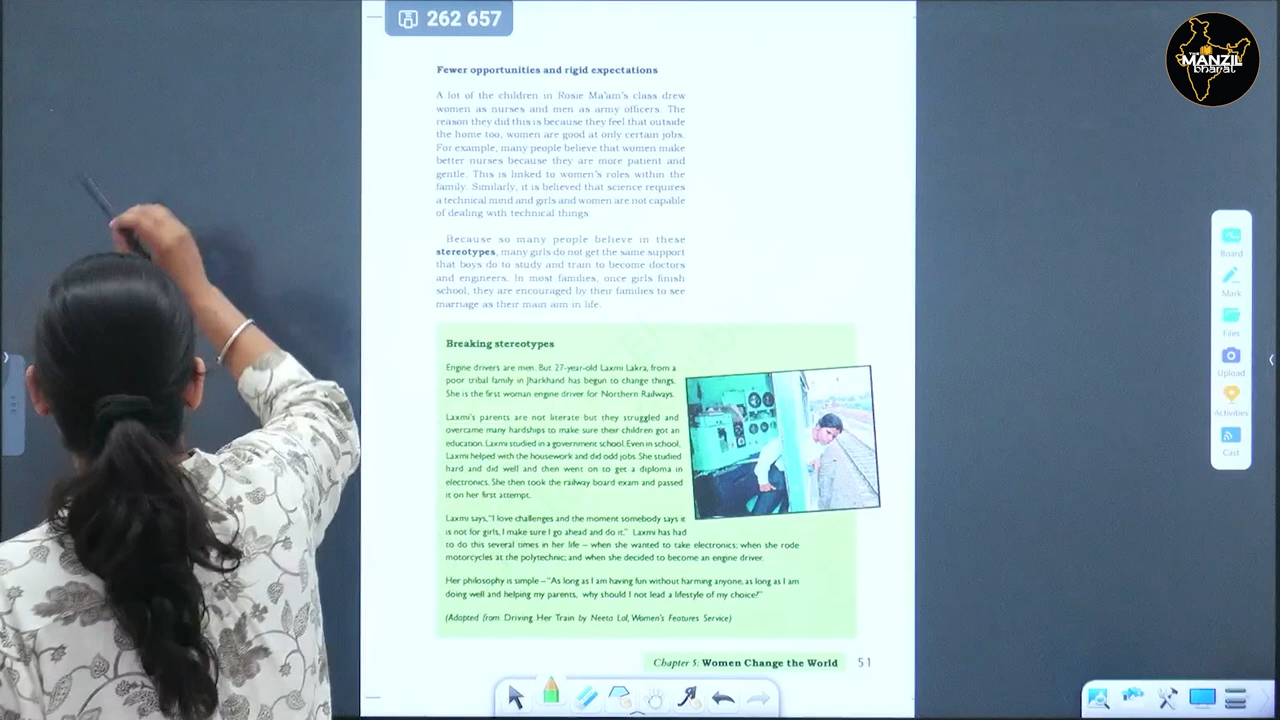 262 657
THE
MANZIL
bharat
Fewer opportunities and rigid expectations
A lot of the children in Rosie Ma'am's class drew
women as nurses and men as army officers. The
reason they did this is because they feel that outside
the home too, women are good at only certain jobs.
For example, many people believe that women make
better nurses because they are more patient and
gentle. This is linked to women's roles within the
family. Similarly, it is believed that science requires
a technical mind and girls and women are not capable
of dealing with technical things.
Because so many people believe in these
stereotypes, many girls do not get the same support
that boys do to study and train to become doctors
and engineers. In most families, once girls finish
school, they are encouraged by their families to see
marriage as their main aim in life.
Breaking stereotypes
Engine drivers are men. But 27-year-old Laxmi Lakra, from a
poor tribal family in Jharkhand has begun to change things.
She is the first woman engine driver for Northern Railways.
Laxmi's parents are not literate but they struggled and
overcame many hardships to make sure their children got an
education. Laxmi studied in a government school. Even in school,
Laxmi helped with the housework and did odd jobs. She studied
hard and did well and then went on to get a diploma in
electronics. She then took the railway board exam and passed
it on her first attempt.
Laxmi says, "I love challenges and the moment somebody says it
is not for girls, I make sure I go ahead and do it." Laxmi has had
to do this several times in her life – when she wanted to take electronics; when she rode
motorcycles at the polytechnic; and when she decided to become an engine driver.
Her philosophy is simple – "As long as I am having fun without harming anyone, as long as I am
doing well and helping my parents, why should I not lead a lifestyle of my choice?"
(Adapted from Driving Her Train by Neeta Lal, Women's Features Service)
Chapter 5: Women Change the World 51
Board
Mark
Files
Upload
Activities
Cast